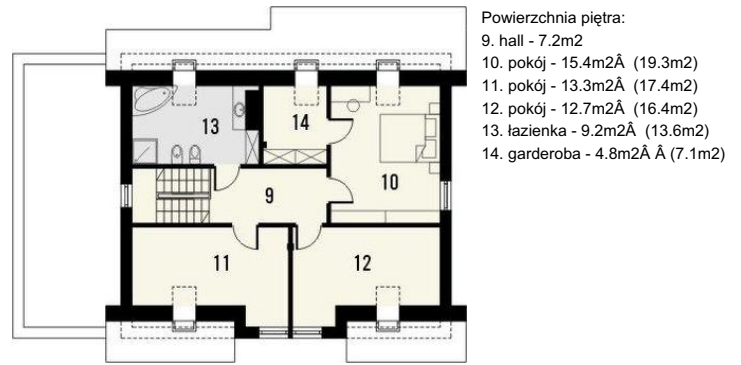 Powierzchnia piętra:
9. hall - 7.2m2
10. pokój - 15.4m2Â (19.3m2)
11. pokój - 13.3m2Â (17.4m2)
12. pokój - 12.7m2Â (16.4m2)
13. łazienka - 9.2m2Â (13.6m2)
14. garderoba - 4.8m2Â Â (7.1m2)
13
14
10
9
11
12